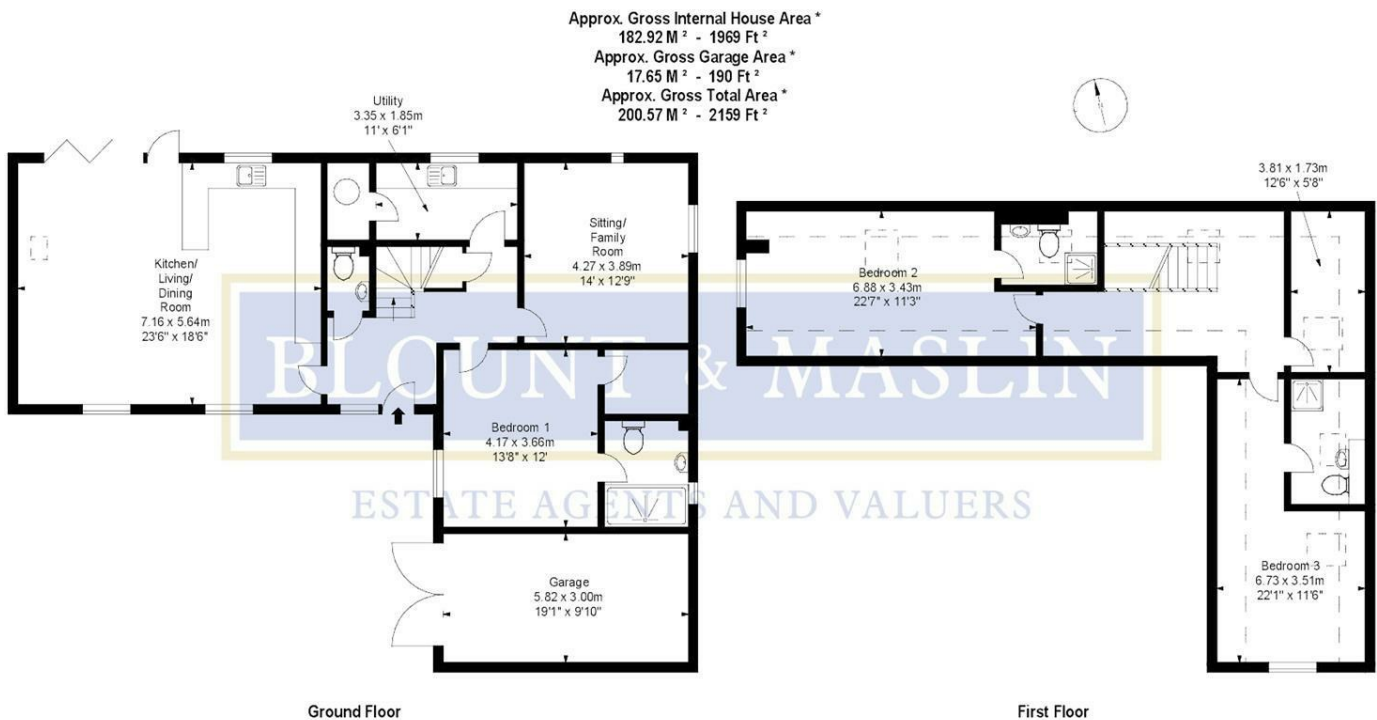 Approx. Gross Internal House Area *
182.92 M ² - 1969 Ft ²
Approx. Gross Garage Area *
17.65 M ² - 190 Ft ²
Approx. Gross Total Area *
200.57 M ² - 2159 Ft ²
Utility
3.35 x 1.85m
11' x 6'1"
Kitchen/
Living/
Dining
Room
7.16 x 5.64m
23'6" x 18'6"
Sitting/
Family
Room
4.27 x 3.89m
14' x 12'9"
Bedroom 1
4.17 x 3.66m
13'8" x 12'
Garage
5.82 x 3.00m
19'1" x 9'10"
3.81 x 1.73m
12'6" x 5'8"
Bedroom 2
6.88 x 3.43m
22'7" x 11'3"
Bedroom 3
6.73 x 3.51m
22'1" x 11'6"
BLOUNT & MASLIN
ESTATE AGENTS AND VALUERS
Ground Floor
First Floor